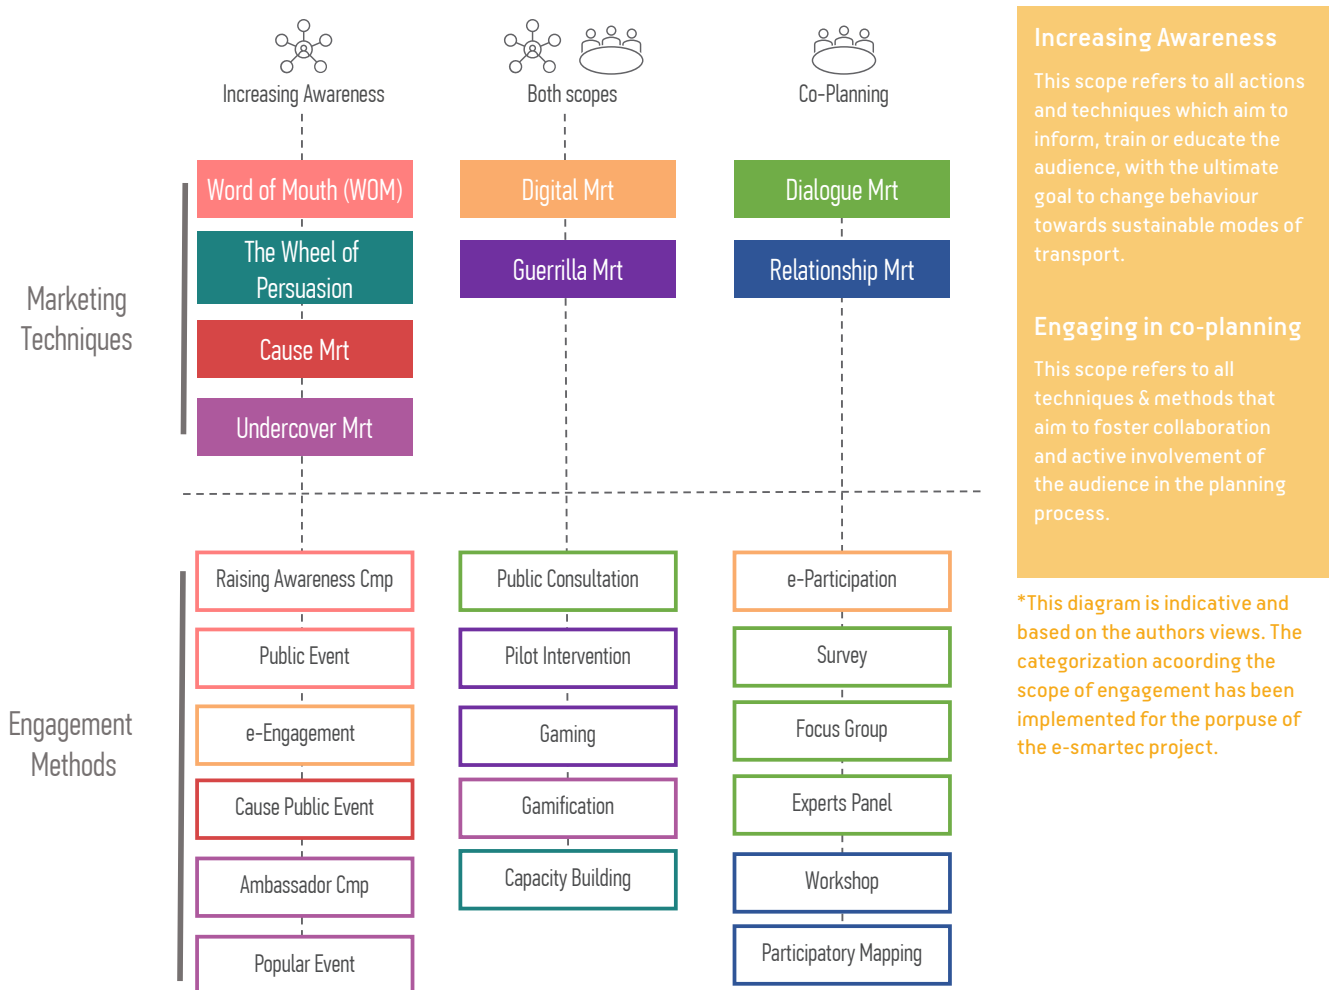 Increasing Awareness
Both scopes
Co-Planning
Marketing
Techniques
Word of Mouth (WOM)
The Wheel of
Persuasion
Cause Mrt
Undercover Mrt
Digital Mrt
Guerrilla Mrt
Dialogue Mrt
Relationship Mrt
Engagement
Methods
Raising Awareness Cmp
Public Event
e-Engagement
Cause Public Event
Ambassador Cmp
Popular Event
Public Consultation
Pilot Intervention
Gaming
Gamification
Capacity Building
e-Participation
Survey
Focus Group
Experts Panel
Workshop
Participatory Mapping
Increasing Awareness
This scope refers to all actions
and techniques which aim to
inform, train or educate the
audience, with the ultimate
goal to change behaviour
towards sustainable modes of
transport.
Engaging in co-planning
This scope refers to all
techniques & methods that
aim to foster collaboration
and active involvement of
the audience in the planning
process.
*This diagram is indicative and
based on the authors views. The
categorization acoording the
scope of engagement has been
implemented for the porpuse of
the e-smartec project.